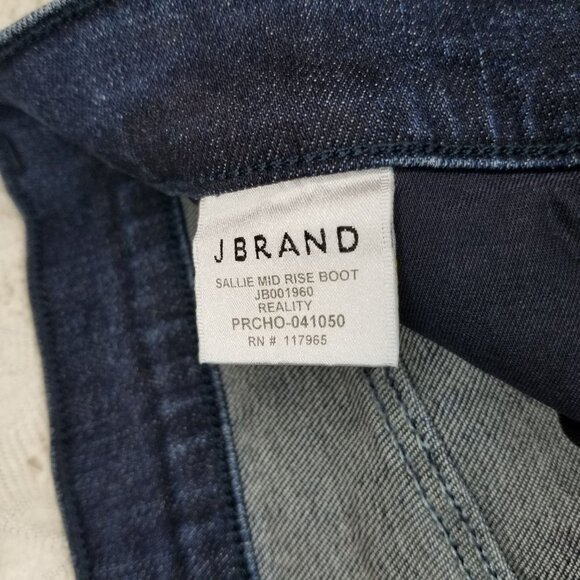 JBRAND
SALLIE MID RISE BOOT
JB001960
REALITY
PRCHO-041050
RN # 117965